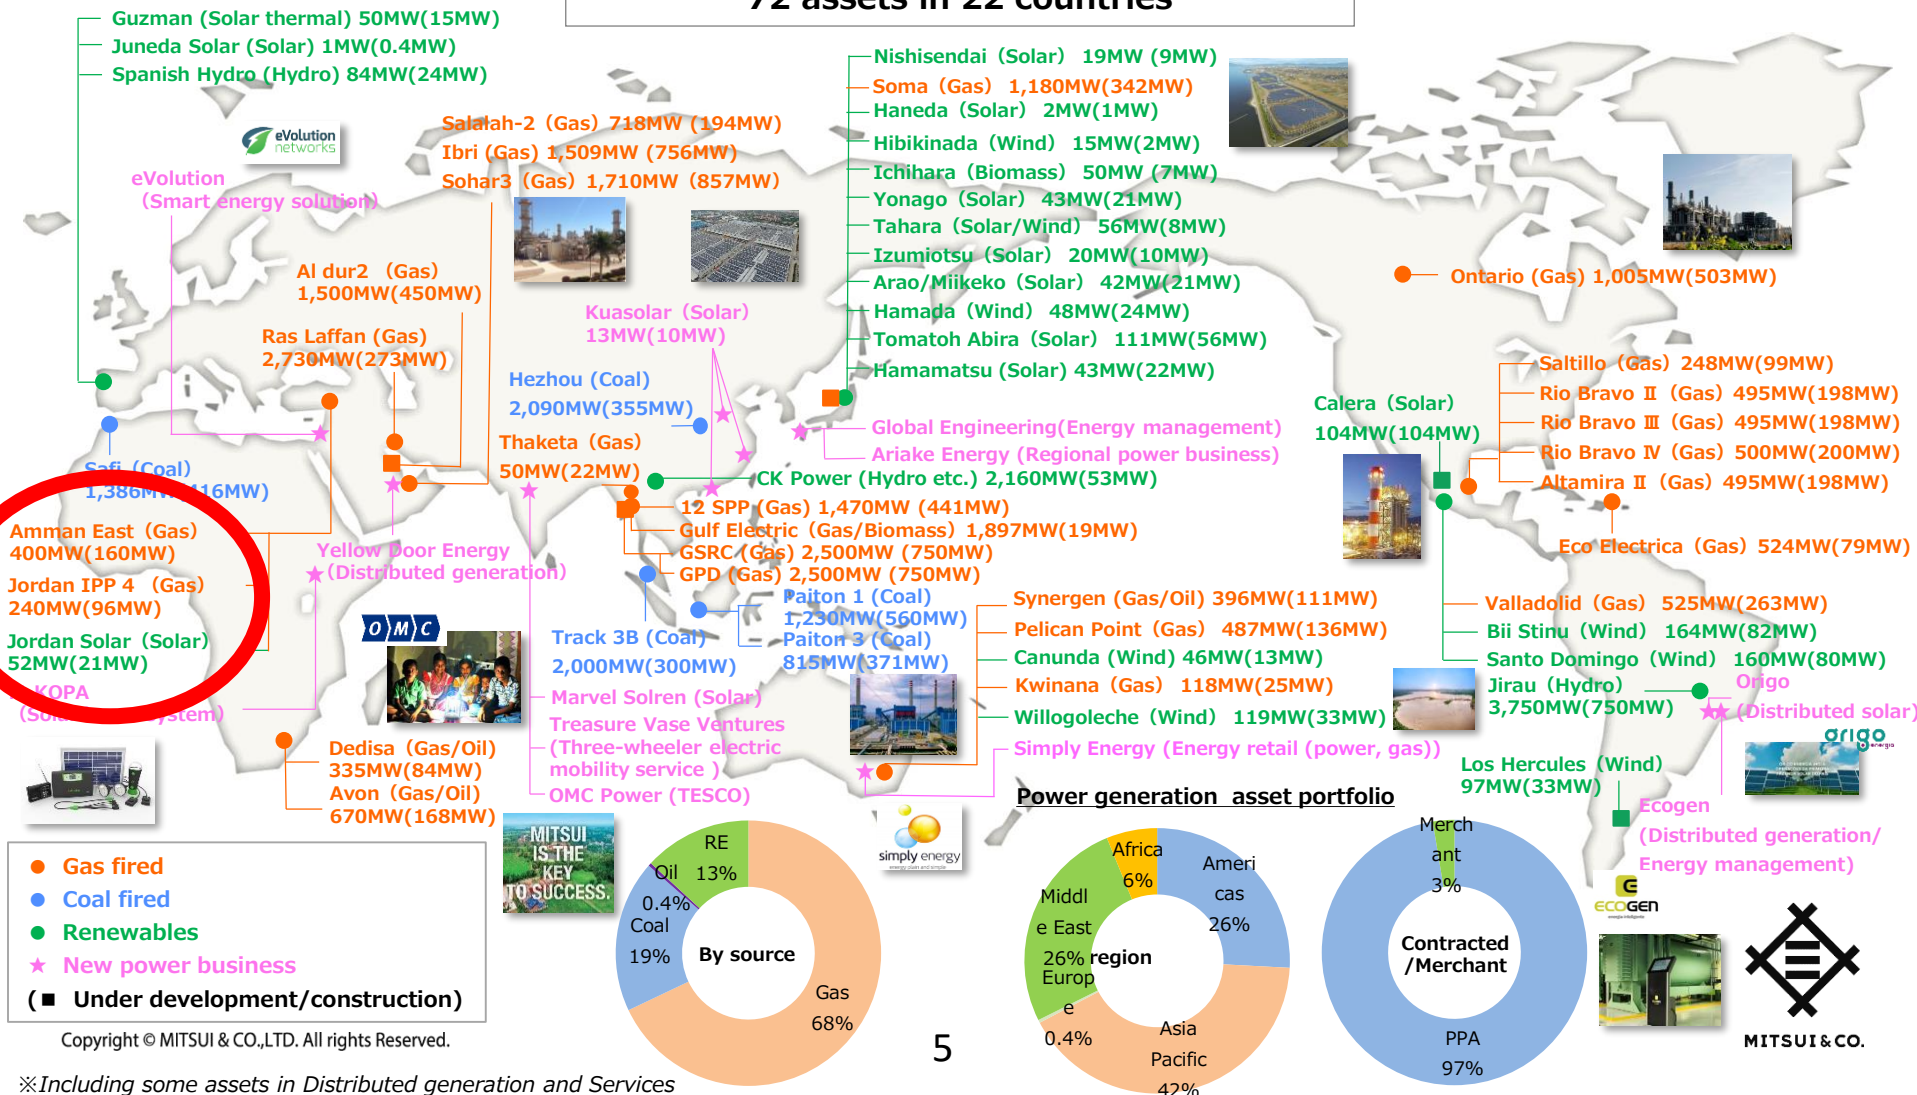 72 assets in 22 countries
Guzman (Solar thermal) 50MW(15MW)
Juneda Solar (Solar) 1MW(0.4MW)
Spanish Hydro (Hydro) 84MW(24MW)
eVolution
networks
eVolution
(Smart energy solution)
Salalah-2 (Gas) 718MW (194MW)
Ibri (Gas) 1,509MW (756MW)
Sohar3 (Gas) 1,710MW (857MW)
Al dur2 (Gas)
1,500MW(450MW)
Ras Laffan (Gas)
2,730MW(273MW)
Kuasolar (Solar)
13MW(10MW)
Hezhou (Coal)
2,090MW(355MW)
Thaketa (Gas)
50MW(22MW)
Nishisendai (Solar) 19MW (9MW)
Soma (Gas) 1,180MW(342MW)
Haneda (Solar) 2MW(1MW)
Hibikinada (Wind) 15MW(2MW)
Ichihara (Biomass) 50MW (7MW)
Yonago (Solar) 43MW(21MW)
Tahara (Solar/Wind) 56MW(8MW)
Izumiotsu (Solar) 20MW(10MW)
Arao/Miikeko (Solar) 42MW(21MW)
Hamada (Wind) 48MW(24MW)
Tomatoh Abira (Solar) 111MW(56MW)
Hamamatsu (Solar) 43MW(22MW)
Global Engineering(Energy management)
Ariake Energy (Regional power business)
CK Power (Hydro etc.) 2,160MW(53MW)
12 SPP (Gas) 1,470MW (441MW)
Gulf Electric (Gas/Biomass) 1,897MW(19MW)
GSRC (Gas) 2,500MW (750MW)
GPD (Gas) 2,500MW (750MW)
Ontario (Gas) 1,005MW(503MW)
Saltillo (Gas) 248MW(99MW)
Rio Bravo Ⅱ (Gas) 495MW(198MW)
Rio Bravo Ⅲ (Gas) 495MW(198MW)
Rio Bravo Ⅳ (Gas) 500MW(200MW)
Altamira Ⅱ (Gas) 495MW(198MW)
Calera (Solar)
104MW(104MW)
Eco Electrica (Gas) 524MW(79MW)
Safi (Coal)
1,386MW(416MW)
Amman East (Gas)
400MW(160MW)
Jordan IPP 4 (Gas)
240MW(96MW)
Jordan Solar (Solar)
52MW(21MW)
KOPA
Yellow Door Energy
(Distributed generation)
OMC
Track 3B (Coal)
2,000MW(300MW)
Paiton 1 (Coal)
1,230MW(560MW)
Paiton 3 (Coal)
815MW(371MW)
Marvel Solren (Solar)
Treasure Vase Ventures
(Three-wheeler electric
mobility service )
OMC Power (TESCO)
Dedisa (Gas/Oil)
335MW(84MW)
Avon (Gas/Oil)
670MW(168MW)
Synergen (Gas/Oil) 396MW(111MW)
Pelican Point (Gas) 487MW(136MW)
Canunda (Wind) 46MW(13MW)
Kwinana (Gas) 118MW(25MW)
Willogoleche (Wind) 119MW(33MW)
Simply Energy (Energy retail (power, gas))
Valladolid (Gas) 525MW(263MW)
Bii Stinu (Wind) 164MW(82MW)
Santo Domingo (Wind) 160MW(80MW)
Jirau (Hydro)
3,750MW(750MW)
Origo
(Distributed solar)
origo
energia
Los Hercules (Wind)
97MW(33MW)
Ecogen
(Distributed generation/
Energy management)
ECOGEN
MITSUI
IS THE
KEY
TO SUCCESS.
simply energy
Power generation asset portfolio
By source
RE
13%
Oil
0.4%
Coal
19%
Gas
68%
region
Africa
6%
Ameri
cas
26%
Middl
e East
26%
Europ
e
0.4%
Asia
Pacific
42%
Contracted
/Merchant
Merch
ant
3%
PPA
97%
Gas fired
Coal fired
Renewables
New power business
(■ Under development/construction)
MITSUI&CO.
Copyright © MITSUI & CO.,LTD. All rights Reserved.
5
※Including some assets in Distributed generation and Services